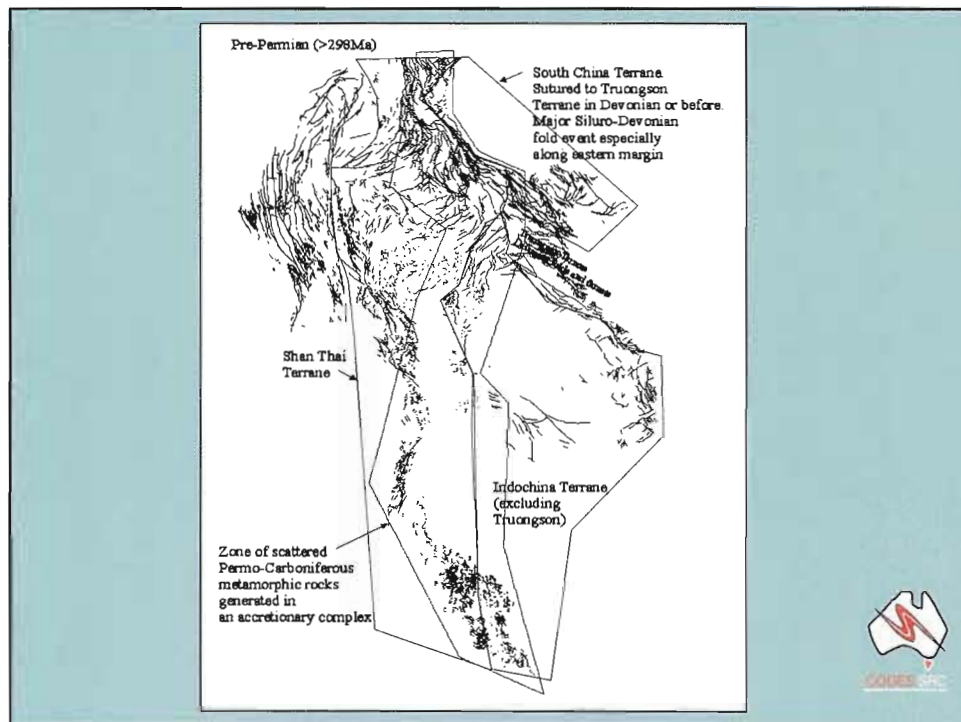 Pre-Permian (>298Ma)
South China Terrane
Sutured to Truongson
Terrane in Devonian or before.
Major Siluro-Devonian
fold event especially
along eastern margin
Shan Thai
Terrane
Indochina Terrane
(excluding
Truongson)
Zone of scattered
Permo-Carboniferous
metamorphic rocks
generated in
an accretionary complex
CODES SRC